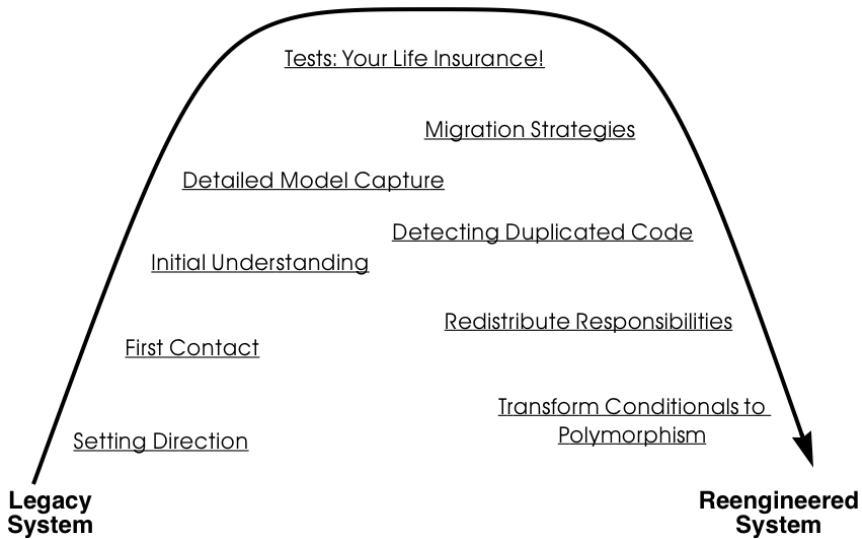 Tests: Your Life Insurance!
Migration Strategies
Detailed Model Capture
Detecting Duplicated Code
Initial Understanding
Redistribute Responsibilities
First Contact
Transform Conditionals to
Polymorphism
Setting Direction
Legacy
System
Reengineered
System